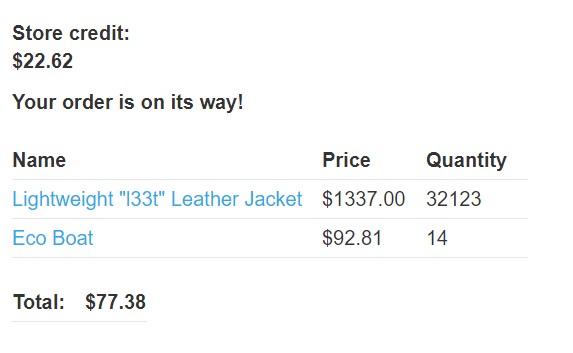 Store credit:
$22.62
Your order is on its way!
Name Price Quantity
Lightweight "l33t" Leather Jacket $1337.00 32123
Eco Boat $92.81 14
Total: $77.38